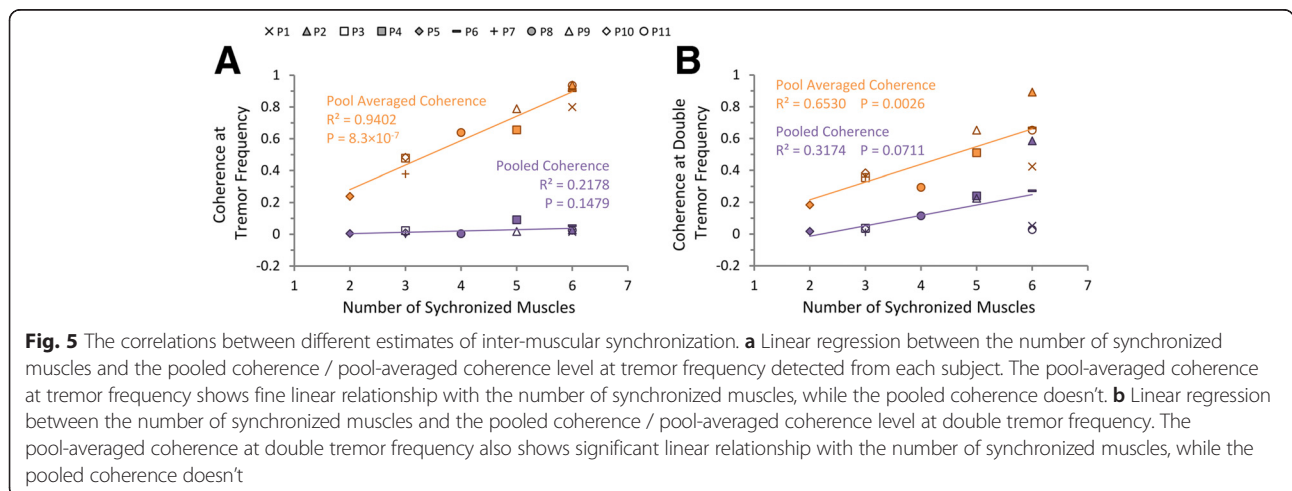 P1 P2 P3 P4 P5 P6 P7 P8 P9 P10 P11
A
Coherence at
Tremor Frequency
1
0.8
0.6
0.4
0.2
0
-0.2
Pool Averaged Coherence
R² = 0.9402
P = 8.3×10⁻⁷
Pooled Coherence
R² = 0.2178
P = 0.1479
1 2 3 4 5 6 7
Number of Sychronized Muscles
B
Coherence at Double
Tremor Frequency
1
0.8
0.6
0.4
0.2
0
-0.2
Pool Averaged Coherence
R² = 0.6530 P = 0.0026
Pooled Coherence
R² = 0.3174 P = 0.0711
1 2 3 4 5 6 7
Number of Sychronized Muscles
Fig. 5 The correlations between different estimates of inter-muscular synchronization. a Linear regression between the number of synchronized
muscles and the pooled coherence / pool-averaged coherence level at tremor frequency detected from each subject. The pool-averaged coherence
at tremor frequency shows fine linear relationship with the number of synchronized muscles, while the pooled coherence doesn't. b Linear regression
between the number of synchronized muscles and the pooled coherence / pool-averaged coherence level at double tremor frequency. The
pool-averaged coherence at double tremor frequency also shows significant linear relationship with the number of synchronized muscles, while the
pooled coherence doesn't